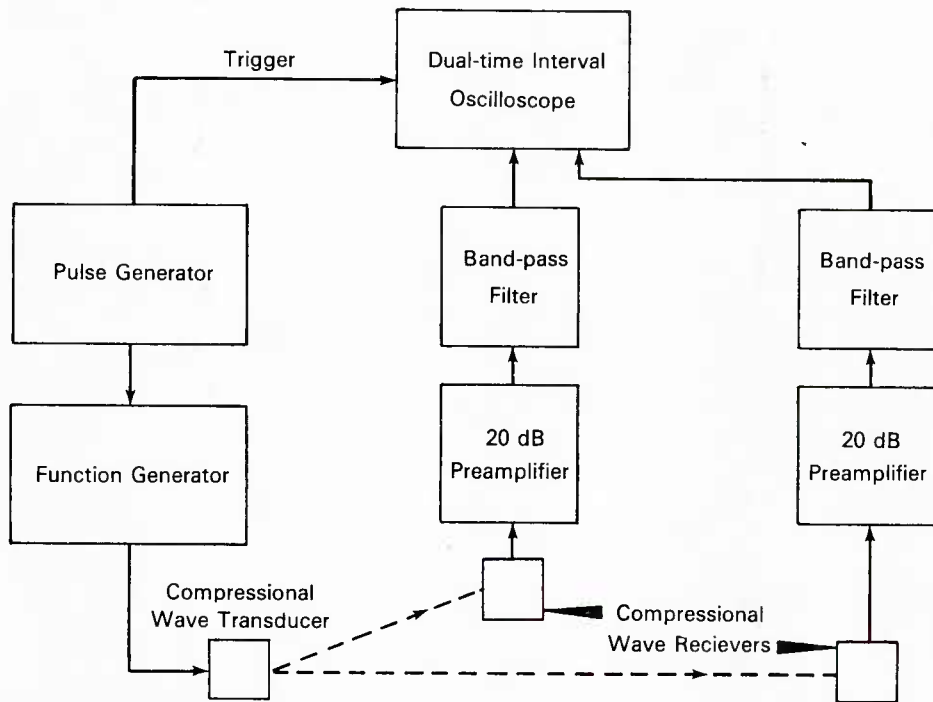 Trigger
Dual-time Interval
Oscilloscope
Pulse Generator
Band-pass
Filter
Band-pass
Filter
Function Generator
20 dB
Preamplifier
20 dB
Preamplifier
Compressional
Wave Transducer
Compressional
Wave Recievers